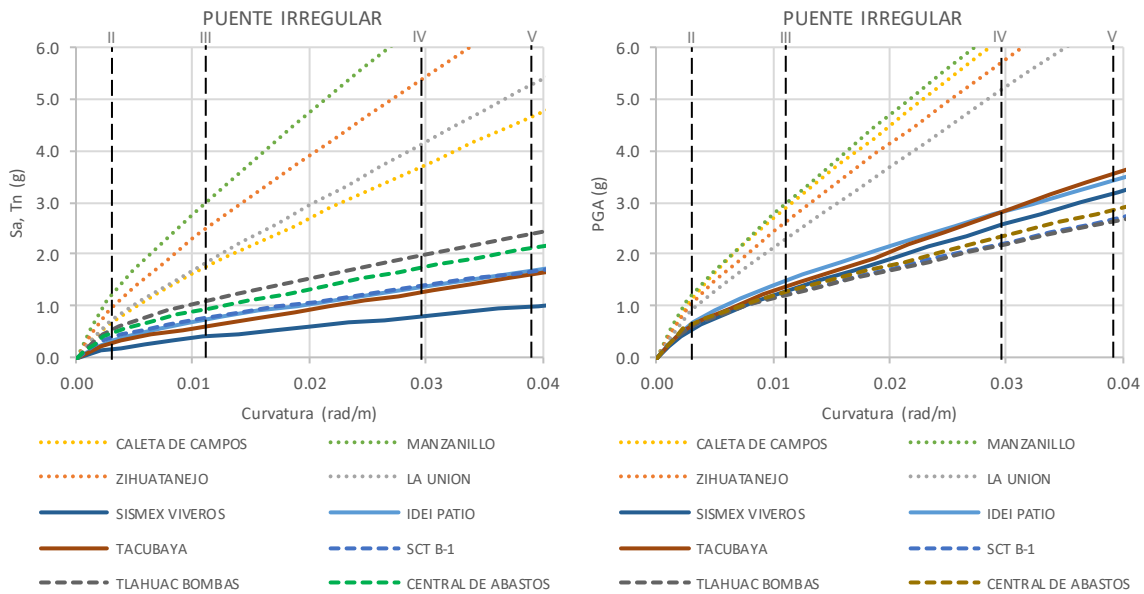 PUENTE IRREGULAR
II III IV V
6.0
5.0
4.0
3.0
2.0
1.0
0.0
Sa, Tn (g)
0.00 0.01 0.02 0.03 0.04
Curvatura (rad/m)
CALETA DE CAMPOS MANZANILLO
ZIHUATANEJO LA UNION
SISMEX VIVEROS IDEI PATIO
TACUBAYA SCT B-1
TLAHUAC BOMBAS CENTRAL DE ABASTOS
PUENTE IRREGULAR
II III IV V
6.0
5.0
4.0
3.0
2.0
1.0
0.0
PGA (g)
0.00 0.01 0.02 0.03 0.04
Curvatura (rad/m)
CALETA DE CAMPOS MANZANILLO
ZIHUATANEJO LA UNION
SISMEX VIVEROS IDEI PATIO
TACUBAYA SCT B-1
TLAHUAC BOMBAS CENTRAL DE ABASTOS